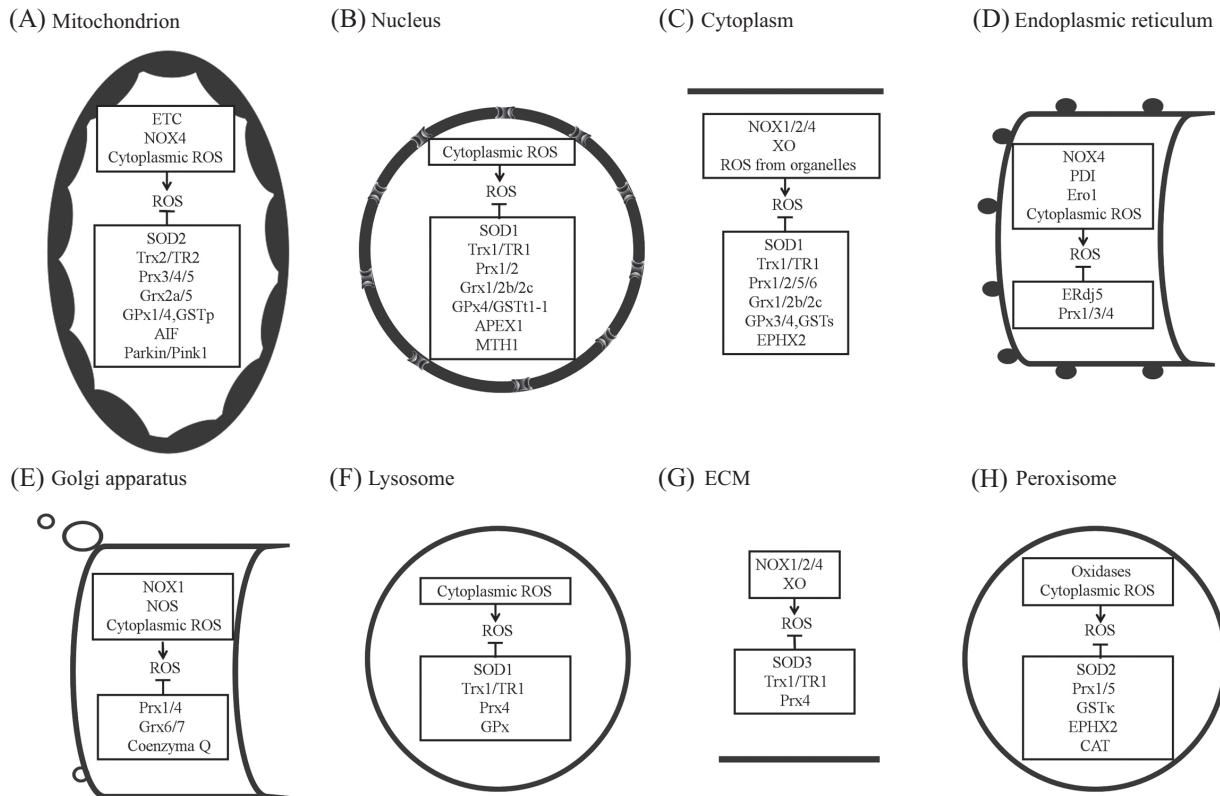 (A) Mitochondrion
ETC
NOX4
Cytoplasmic ROS
ROS
SOD2
Trx2/TR2
Prx3/4/5
Grx2a/5
GPx1/4,GSTp
AIF
Parkin/Pink1
(B) Nucleus
Cytoplasmic ROS
ROS
SOD1
Trx1/TR1
Prx1/2
Grx1/2b/2c
GPx4/GSTt1-1
APEX1
MTH1
(C) Cytoplasm
NOX1/2/4
XO
ROS from organelles
ROS
SOD1
Trx1/TR1
Prx1/2/5/6
Grx1/2b/2c
GPx3/4,GSTs
EPHX2
(D) Endoplasmic reticulum
NOX4
PDI
Ero1
Cytoplasmic ROS
ROS
ERdj5
Prx1/3/4
(E) Golgi apparatus
NOX1
NOS
Cytoplasmic ROS
ROS
Prx1/4
Grx6/7
Coenzyma Q
(F) Lysosome
Cytoplasmic ROS
ROS
SOD1
Trx1/TR1
Prx4
GPx
(G) ECM
NOX1/2/4
XO
ROS
SOD3
Trx1/TR1
Prx4
(H) Peroxisome
Oxidases
Cytoplasmic ROS
ROS
SOD2
Prx1/5
GSTκ
EPHX2
CAT